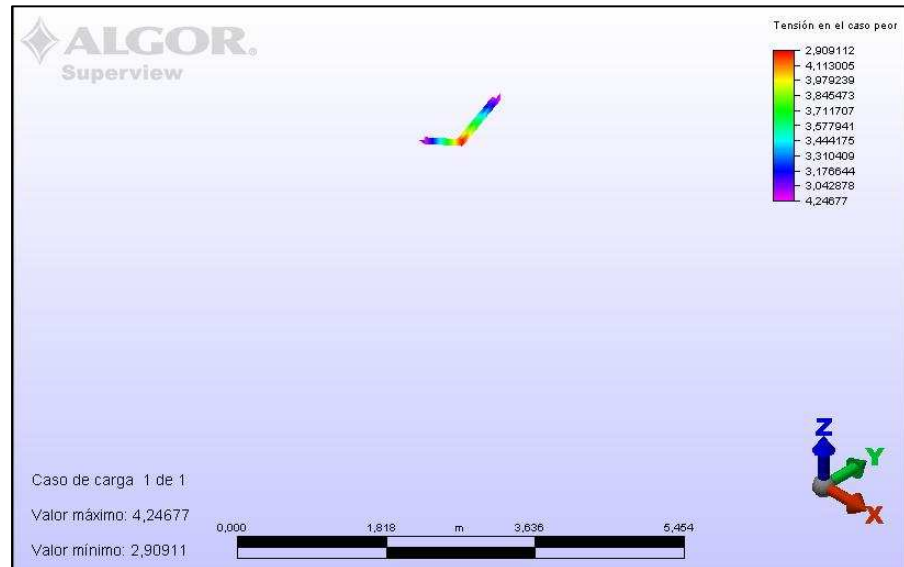 ALGOR®
Superview
Tensión en el caso peor
2,909112
4,113005
3,979239
3,845473
3,711707
3,577941
3,444175
3,310409
3,176644
3,042878
4,24677
Z
Y
X
Caso de carga 1 de 1
Valor máximo: 4,24677
Valor mínimo: 2,90911
0,000 1,818 m 3,636 5,454